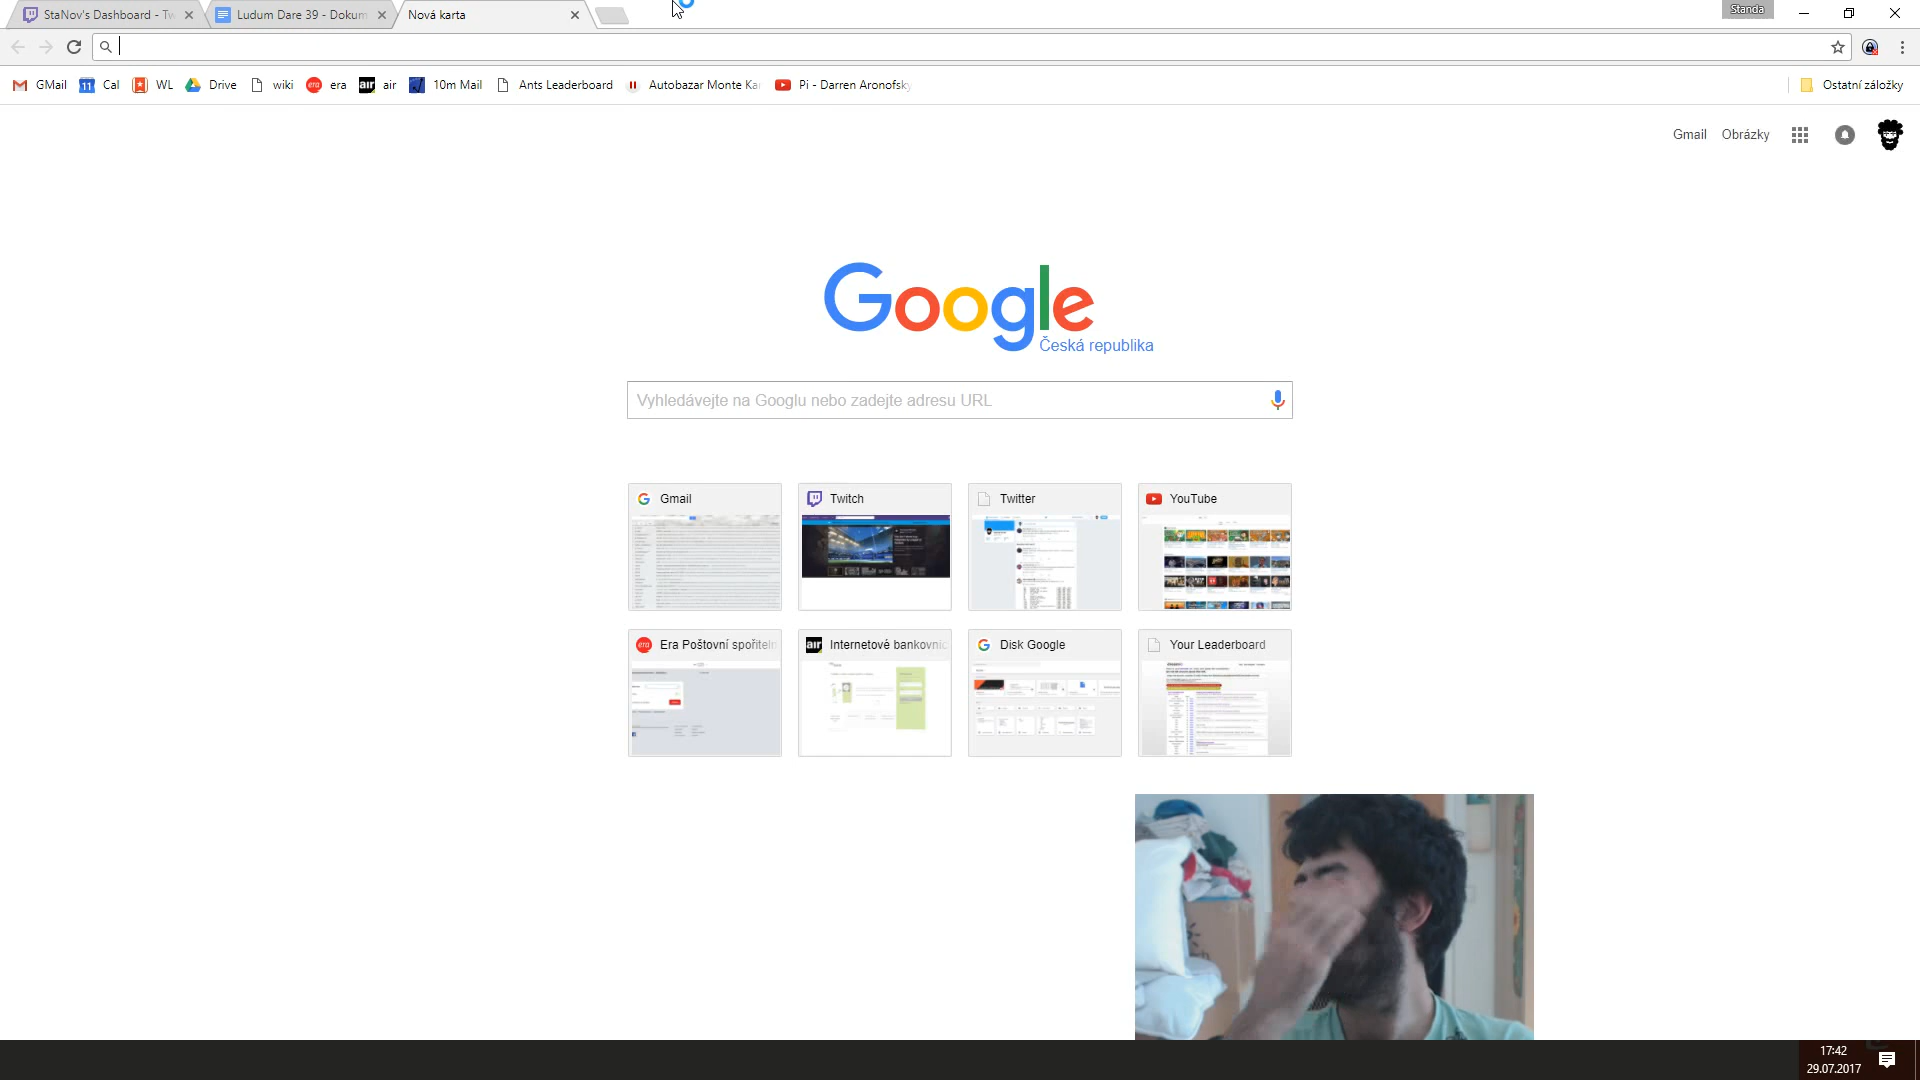 StaNov's Dashboard - Tw
Ludum Dare 39 - Dokum
Nová karta
Standa
GMail
Cal
WL
Drive
wiki
era
air
10m Mail
Ants Leaderboard
Autobazar Monte Ka
Pi - Darren Aronofsky
Ostatní záložky
Gmail
Obrázky
Google
Česká republika
Vyhledávejte na Googlu nebo zadejte adresu URL
Gmail
Twitch
Twitter
YouTube
Era Poštovní spořiteln
Internetové bankovnic
Disk Google
Your Leaderboard
17:42
29.07.2017